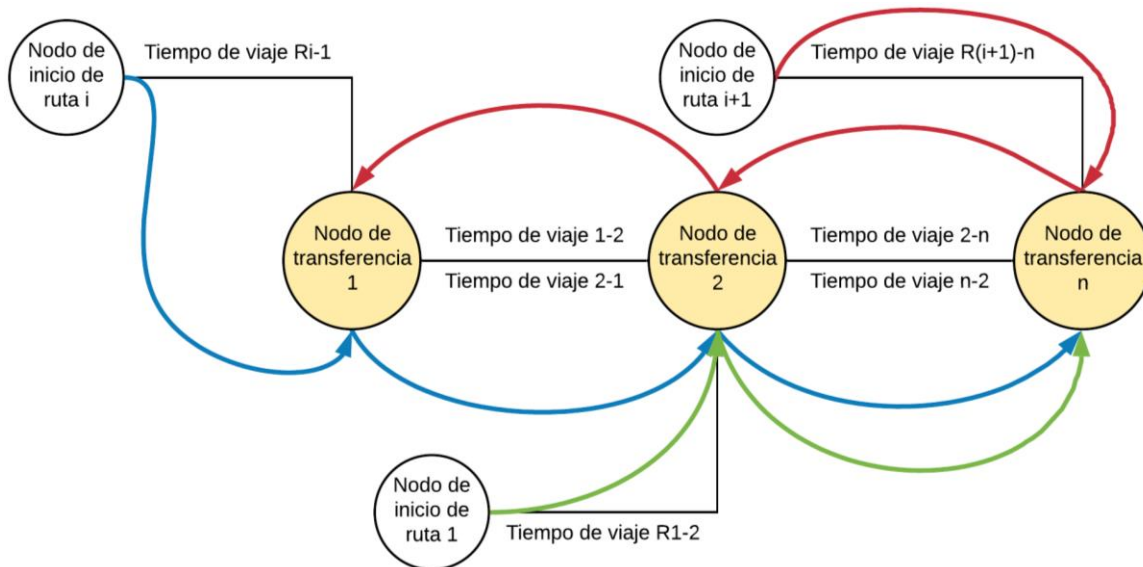 Nodo de
inicio de
ruta i
Tiempo de viaje Ri-1
Nodo de
inicio de
ruta i+1
Tiempo de viaje R(i+1)-n
Nodo de
transferencia
1
Tiempo de viaje 1-2
Tiempo de viaje 2-1
Nodo de
transferencia
2
Tiempo de viaje 2-n
Tiempo de viaje n-2
Nodo de
transferencia
n
Nodo de
inicio de
ruta 1
Tiempo de viaje R1-2